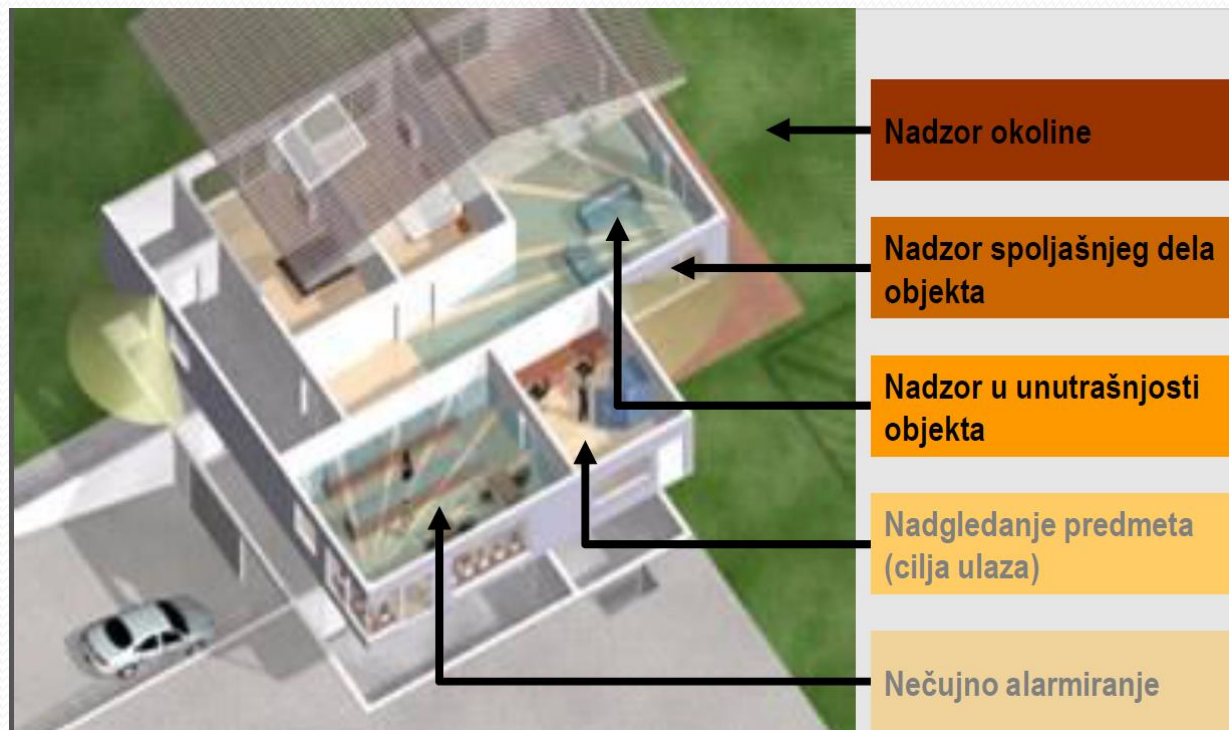 Nadzor okoline
Nadzor spoljašnjeg dela
objekta
Nadzor u unutrašnjosti
objekta
Nadgledanje predmeta
(cilja ulaza)
Nečujno alarmiranje